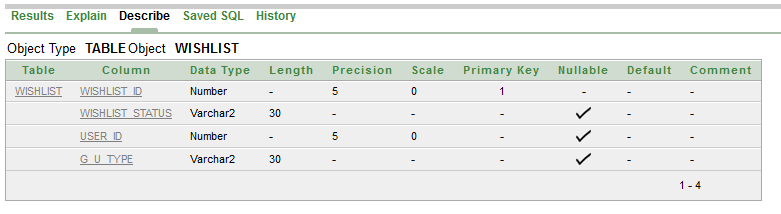 Results Explain Describe Saved SQL History
Object Type TABLE Object WISHLIST
Table Column Data Type Length Precision Scale Primary Key Nullable Default Comment
WISHLIST WISHLIST_ID Number - 5 0 1 - - -
WISHLIST_STATUS Varchar2 30 - - - ✓ - -
USER_ID Number - 5 0 - ✓ - -
G_U_TYPE Varchar2 30 - - - ✓ - -
1 - 4